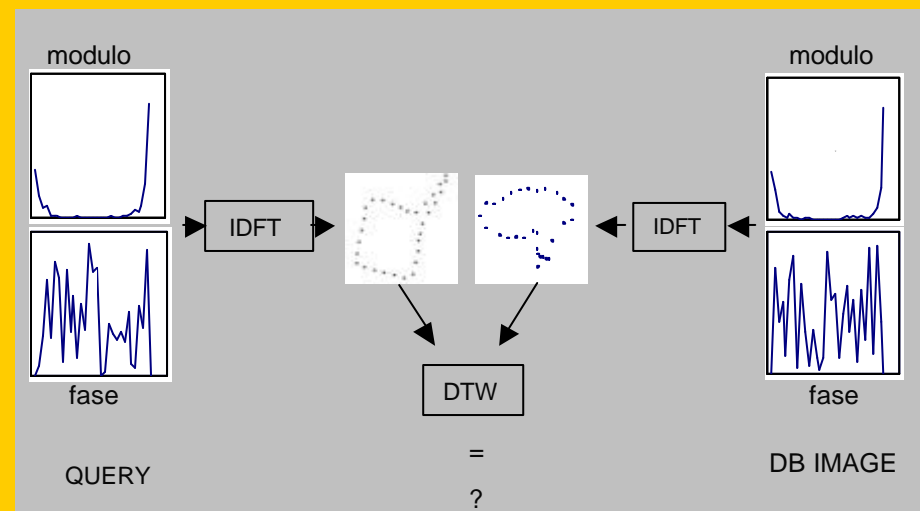 modulo
modulo
IDFT
IDFT
fase
DTW
fase
QUERY
=
DB IMAGE
?